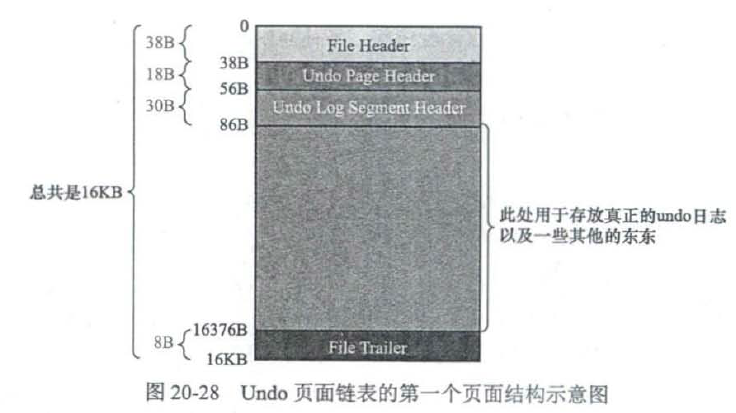 0
38B
File Header
38B
18B
Undo Page Header
56B
30B
Undo Log Segment Header
86B
总共是16KB
此处用于存放真正的undo日志
以及一些其他的东东
16376B
8B
File Trailer
16KB
图 20-28 Undo 页面链表的第一个页面结构示意图